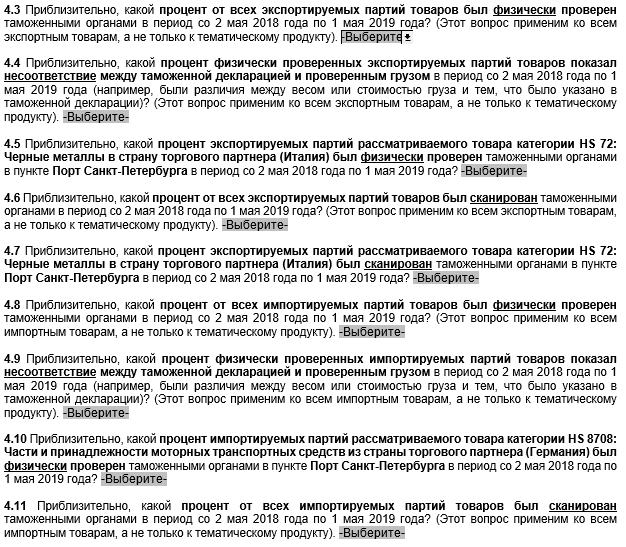 4.3 Приблизительно, какой процент от всех экспортируемых партий товаров был физически проверен
таможенными органами в период со 2 мая 2018 года по 1 мая 2019 года? (Этот вопрос применим ко всем
экспортным товарам, а не только к тематическому продукту). -Выберите
4.4 Приблизительно, какой процент физически проверенных экспортируемых партий товаров показал
несоответствие между таможенной декларацией и проверенным грузом в период со 2 мая 2018 года по 1
мая 2019 года (например, были различия между весом или стоимостью груза и тем, что было указано в
таможенной декларации)? (Этот вопрос применим ко всем экспортным товарам, а не только к тематическому
продукту). -Выберите-
4.5 Приблизительно, какой процент экспортируемых партий рассматриваемого товара категории HS 72:
Черные металлы в страну торгового партнера (Италия) был физически проверен таможенными органами
в пункте Порт Санкт-Петербурга в период со 2 мая 2018 года по 1 мая 2019 года? -Выберите-
4.6 Приблизительно, какой процент от всех экспортируемых партий товаров был сканирован таможенными
органами в период со 2 мая 2018 года по 1 мая 2019 года? (Этот вопрос применим ко всем экспортным товарам,
а не только к тематическому продукту). -Выберите-
4.7 Приблизительно, какой процент экспортируемых партий рассматриваемого товара категории HS 72:
Черные металлы в страну торгового партнера (Италия) был сканирован таможенными органами в пункте
Порт Санкт-Петербурга в период со 2 мая 2018 года по 1 мая 2019 года? -Выберите-
4.8 Приблизительно, какой процент от всех импортируемых партий товаров был физически проверен
таможенными органами в период со 2 мая 2018 года по 1 мая 2019 года? (Этот вопрос применим ко всем
импортным товарам, а не только к тематическому продукту). -Выберите-
4.9 Приблизительно, какой процент физически проверенных импортируемых партий товаров показал
несоответствие между таможенной декларацией и проверенным грузом в период со 2 мая 2018 года по 1
мая 2019 года (например, были различия между весом или стоимостью груза и тем, что было указано в
таможенной декларации)? (Этот вопрос применим ко всем импортным товарам, а не только к тематическому
продукту). -Выберите-
4.10 Приблизительно, какой процент импортируемых партий рассматриваемого товара категории HS 8708:
Части и принадлежности моторных транспортных средств из страны торгового партнера (Германия) был
физически проверен таможенными органами в пункте Порт Санкт-Петербурга в период со 2 мая 2018 года по
1 мая 2019 года? -Выберите-
4.11 Приблизительно, какой процент от всех импортируемых партий товаров был сканирован
таможенными органами в период со 2 мая 2018 года по 1 мая 2019 года? (Этот вопрос применим ко всем
импортным товарам, а не только к тематическому продукту). -Выберите-